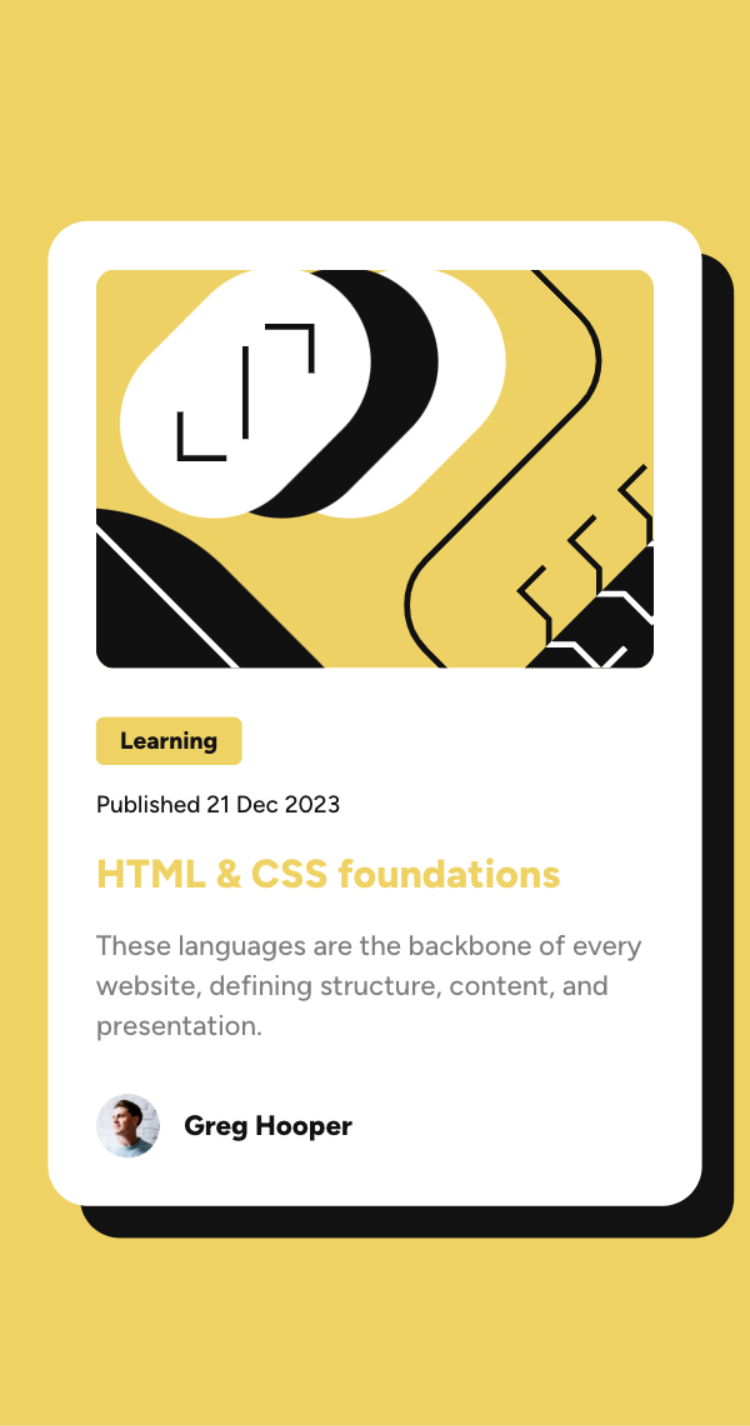 Learning
Published 21 Dec 2023
HTML & CSS foundations
These languages are the backbone of every
website, defining structure, content, and
presentation.
Greg Hooper